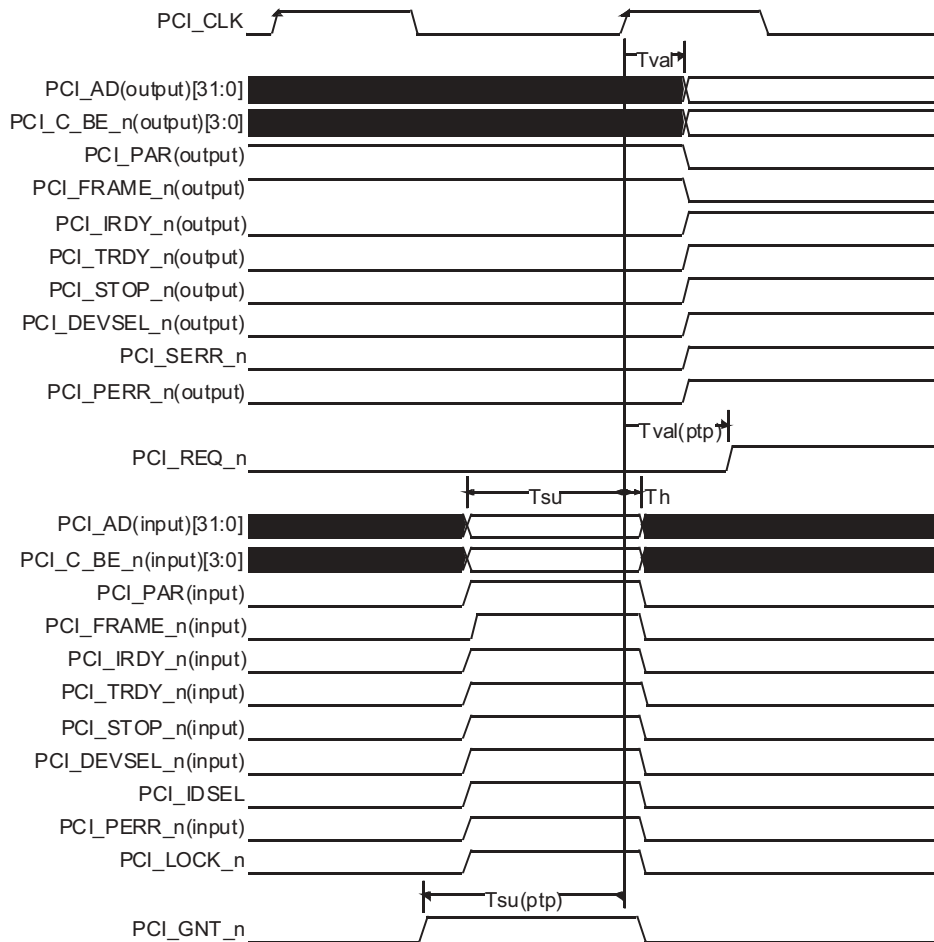 PCI_CLK
Tval
PCI_AD(output)[31:0]
PCI_C_BE_n(output)[3:0]
PCI_PAR(output)
PCI_FRAME_n(output)
PCI_IRDY_n(output)
PCI_TRDY_n(output)
PCI_STOP_n(output)
PCI_DEVSEL_n(output)
PCI_SERR_n
PCI_PERR_n(output)
Tval(ptp)
PCI_REQ_n
Tsu Th
PCI_AD(input)[31:0]
PCI_C_BE_n(input)[3:0]
PCI_PAR(input)
PCI_FRAME_n(input)
PCI_IRDY_n(input)
PCI_TRDY_n(input)
PCI_STOP_n(input)
PCI_DEVSEL_n(input)
PCI_IDSEL
PCI_PERR_n(input)
PCI_LOCK_n
Tsu(ptp)
PCI_GNT_n